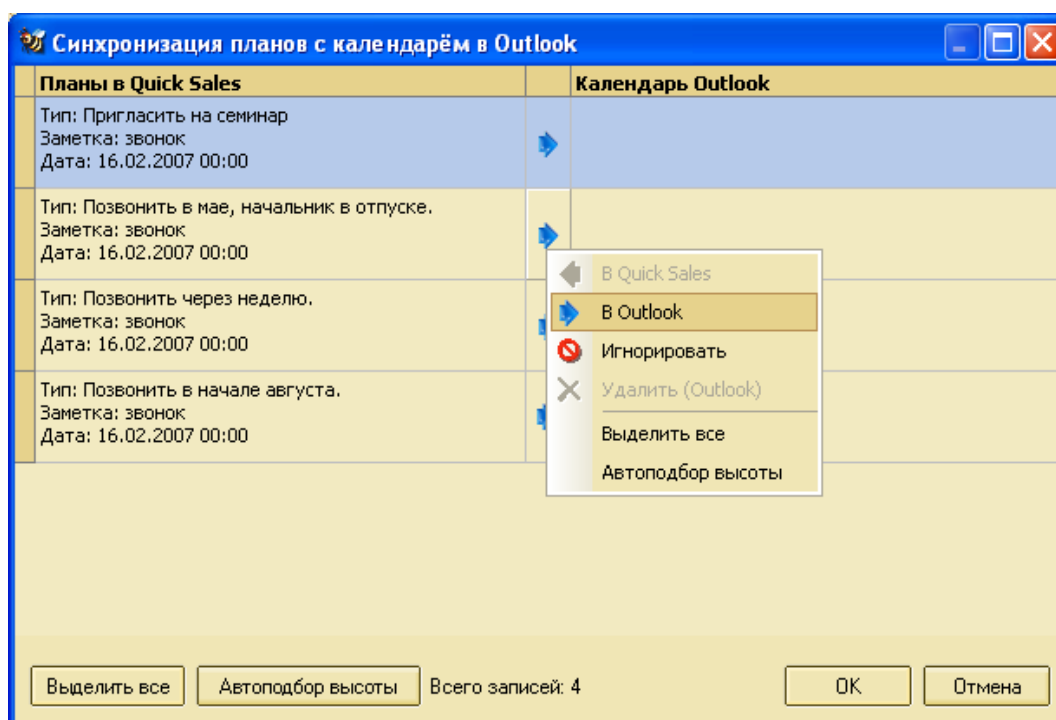 Синхронизация планов с календарём в Outlook
Планы в Quick Sales
Календарь Outlook
Тип: Пригласить на семинар
Заметка: звонок
Дата: 16.02.2007 00:00
Тип: Позвонить в мае, начальник в отпуске.
Заметка: звонок
Дата: 16.02.2007 00:00
Тип: Позвонить через неделю.
Заметка: звонок
Дата: 16.02.2007 00:00
Тип: Позвонить в начале августа.
Заметка: звонок
Дата: 16.02.2007 00:00
В Quick Sales
В Outlook
Игнорировать
Удалить (Outlook)
Выделить все
Автоподбор высоты
Выделить все
Автоподбор высоты
Всего записей: 4
OK
Отмена